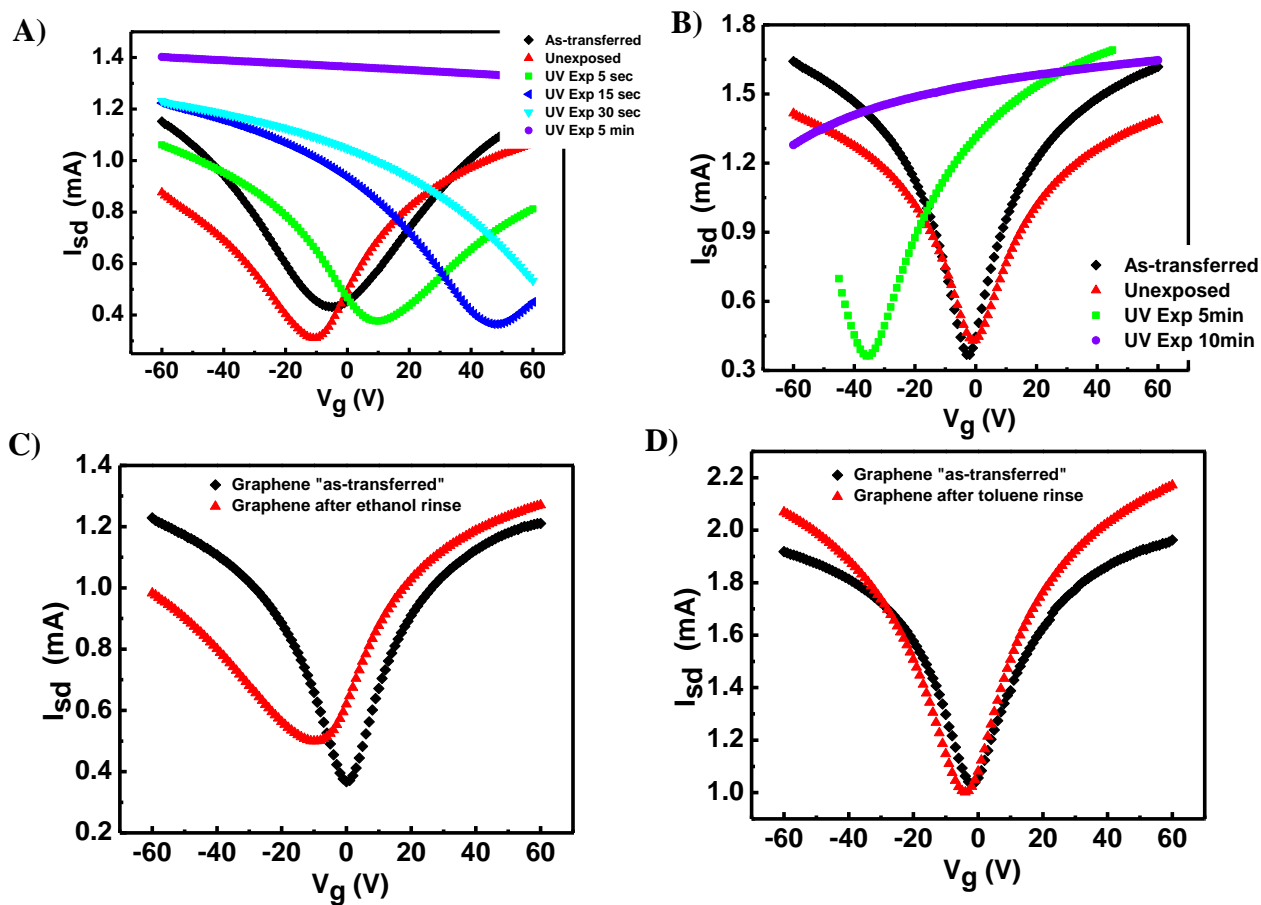 A)
As-transferred
Unexposed
UV Exp 5 sec
UV Exp 15 sec
UV Exp 30 sec
UV Exp 5 min
1.4
1.2
1.0
0.8
0.6
0.4
Isd (mA)
-60 -40 -20 0 20 40 60
Vg (V)
B)
1.8
1.5
1.2
0.9
0.6
0.3
Isd (mA)
As-transferred
Unexposed
UV Exp 5min
UV Exp 10min
-60 -40 -20 0 20 40 60
Vg (V)
C)
1.4
1.2
1.0
0.8
0.6
0.4
0.2
Isd (mA)
Graphene "as-transferred"
Graphene after ethanol rinse
-60 -40 -20 0 20 40 60
Vg (V)
D)
2.2
2.0
1.8
1.6
1.4
1.2
1.0
Isd (mA)
Graphene "as-transferred"
Graphene after toluene rinse
-60 -40 -20 0 20 40 60
Vg (V)